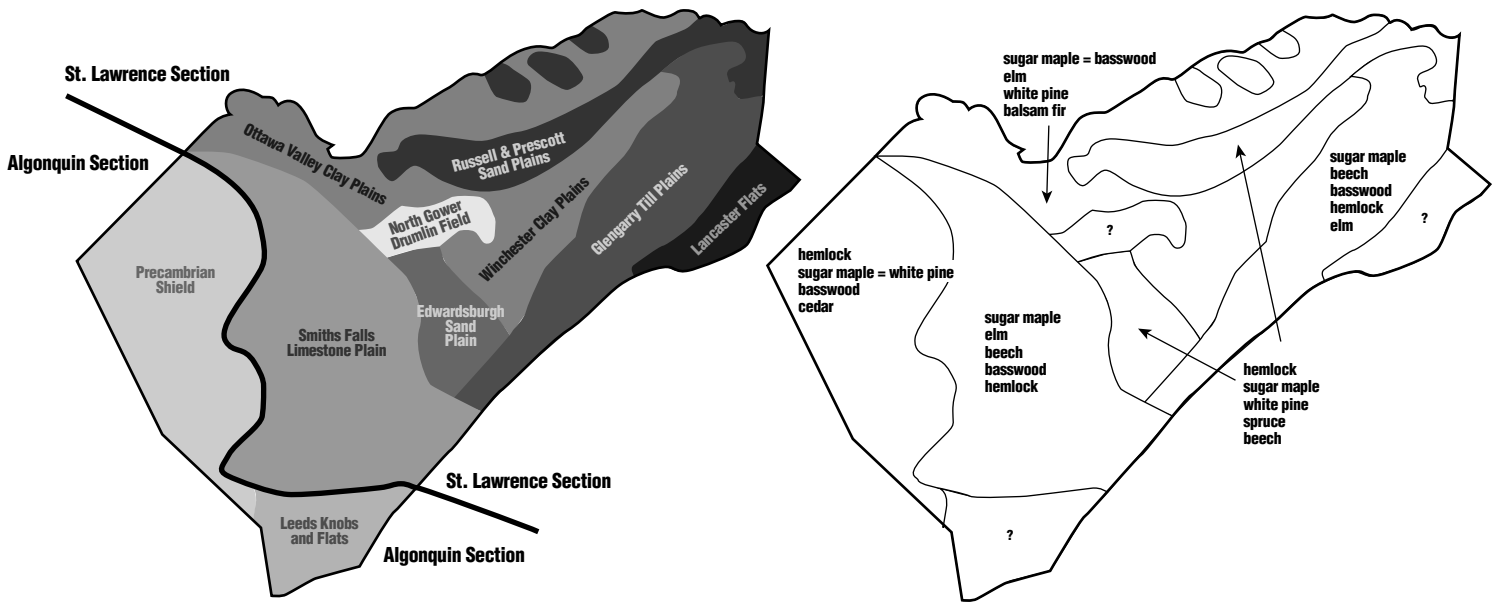 St. Lawrence Section
Algonquin Section
Ottawa Valley Clay Plains
Russell & Prescott
Sand Plains
North Gower
Drumlin Field
Winchester Clay Plains
Glengarry Till Plains
Lancaster Flats
Precambrian
Shield
Smiths Falls
Limestone Plain
Edwardsburgh
Sand
Plain
St. Lawrence Section
Leeds Knobs
and Flats
Algonquin Section
sugar maple = basswood
elm
white pine
balsam fir
sugar maple
beech
basswood
hemlock
elm
?
?
hemlock
sugar maple = white pine
basswood
cedar
sugar maple
elm
beech
basswood
hemlock
hemlock
sugar maple
white pine
spruce
beech
?